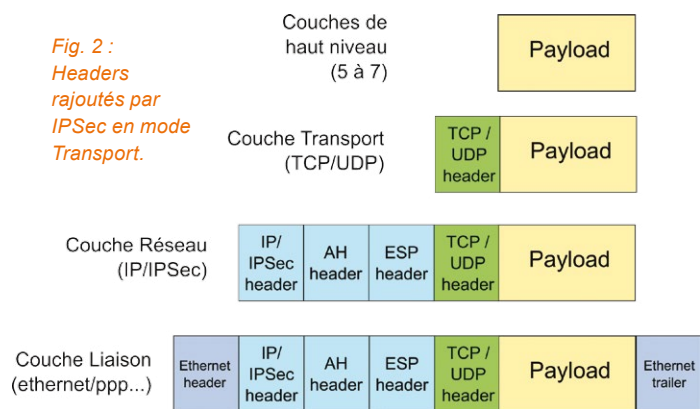 Fig. 2 :
Headers
rajoutés par
IPSec en mode
Transport.
Couches de
haut niveau
(5 à 7)
Payload
Couche Transport
(TCP/UDP)
TCP /
UDP
header
Payload
Couche Réseau
(IP/IPSec)
IP/
IPSec
header
AH
header
ESP
header
TCP /
UDP
header
Payload
Couche Liaison
(ethernet/ppp...)
Ethernet
header
IP/
IPSec
header
AH
header
ESP
header
TCP /
UDP
header
Payload
Ethernet
trailer